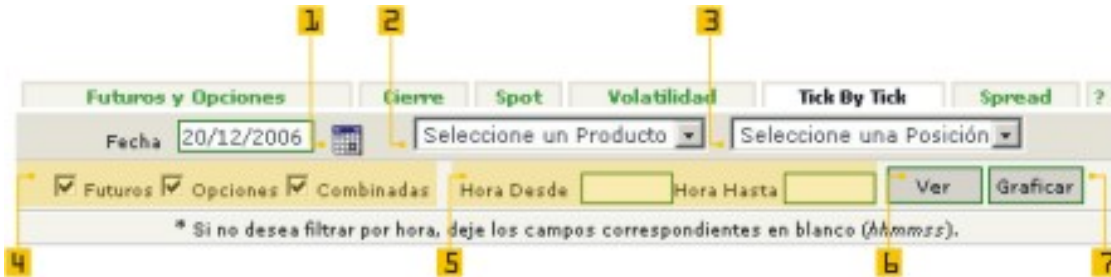 1 2 3
Futuros y Opciones Cierre Spot Volatilidad Tick By Tick Spread ?
Fecha 20/12/2006 Seleccione un Producto Seleccione una Posición
Futuros Opciones Combinadas Hora Desde Hora Hasta Ver Graficar
* Si no desea filtrar por hora, deje los campos correspondientes en blanco (hhmmss).
4 5 6 7